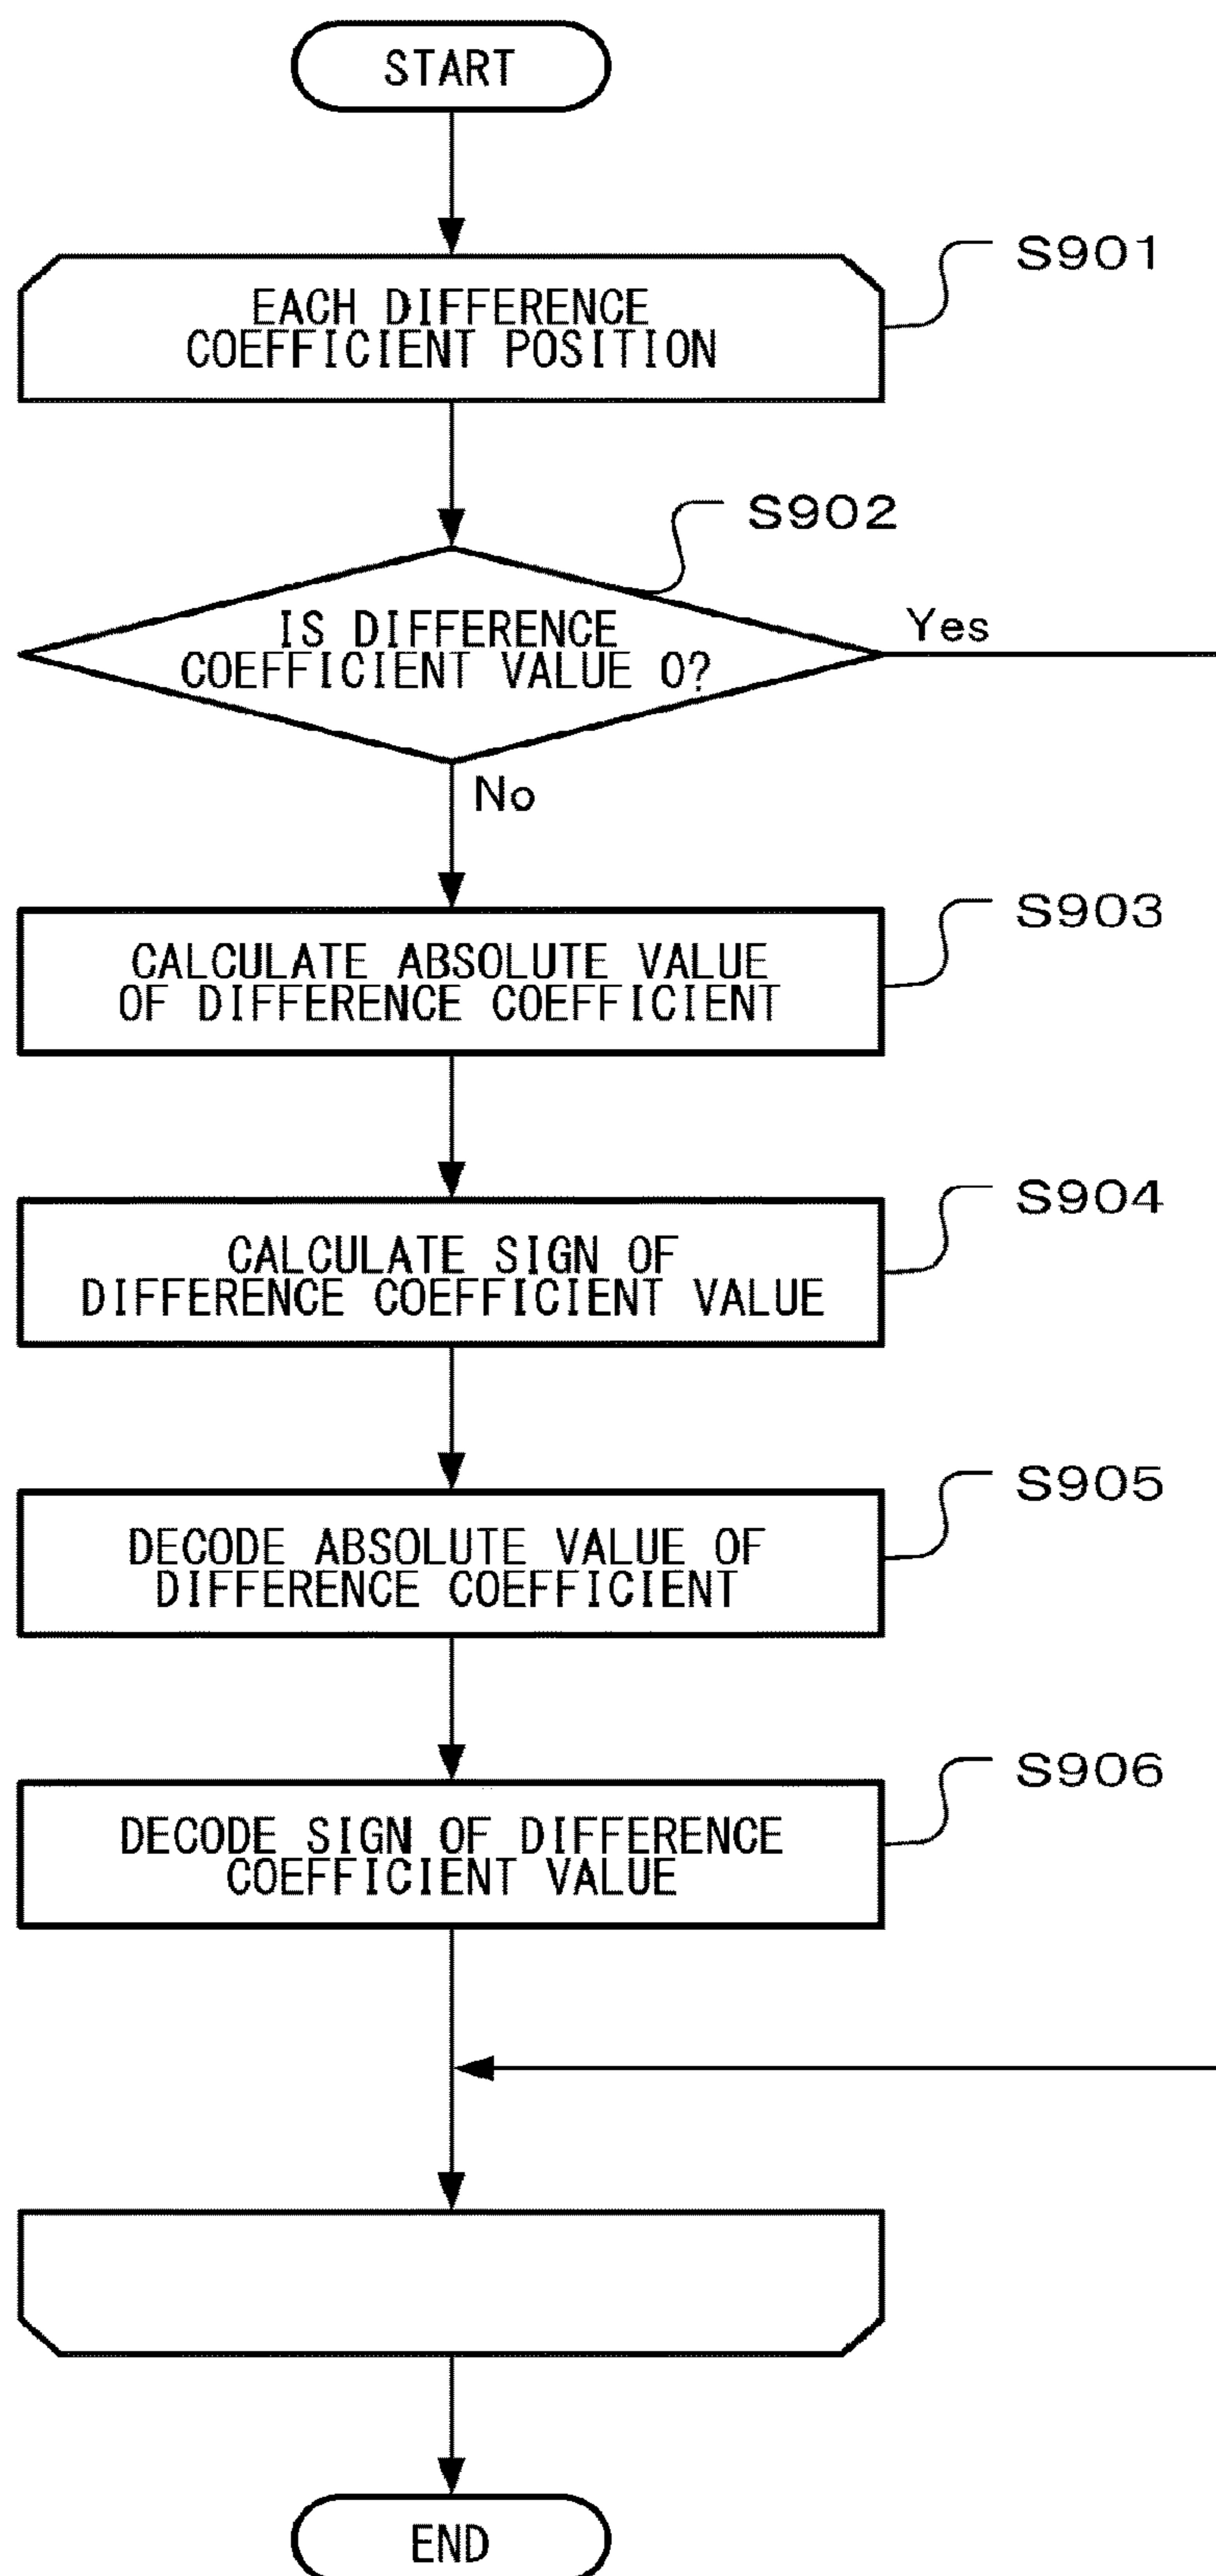 START
EACH DIFFERENCE
COEFFICIENT POSITION
S901
S902
IS DIFFERENCE
COEFFICIENT VALUE 0?
Yes
No
CALCULATE ABSOLUTE VALUE
OF DIFFERENCE COEFFICIENT
S903
CALCULATE SIGN OF
DIFFERENCE COEFFICIENT VALUE
S904
DECODE ABSOLUTE VALUE OF
DIFFERENCE COEFFICIENT
S905
DECODE SIGN OF DIFFERENCE
COEFFICIENT VALUE
S906
END